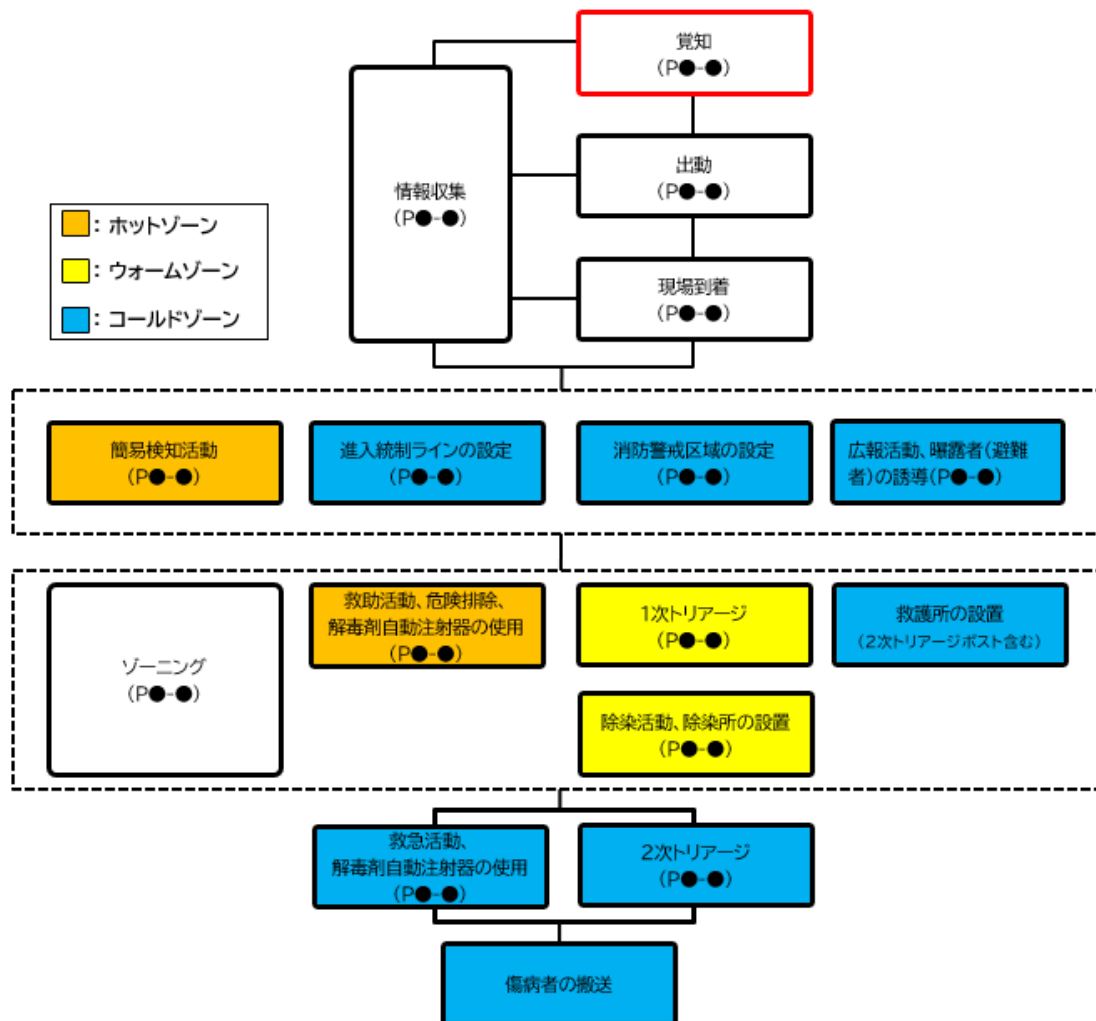 覚知
(P●-●)
情報収集
(P●-●)
出動
(P●-●)
現場到着
(P●-●)
：ホットゾーン
：ウォームゾーン
：コールドゾーン
簡易検知活動
(P●-●)
進入統制ラインの設定
(P●-●)
消防警戒区域の設定
(P●-●)
広報活動、曝露者(避難
者)の誘導(P●-●)
ゾーニング
(P●-●)
救助活動、危険排除、
解毒剤自動注射器の使用
(P●-●)
1次トリアージ
(P●-●)
救護所の設置
(2次トリアージポスト含む)
除染活動、除染所の設置
(P●-●)
救急活動、
解毒剤自動注射器の使用
(P●-●)
2次トリアージ
(P●-●)
傷病者の搬送